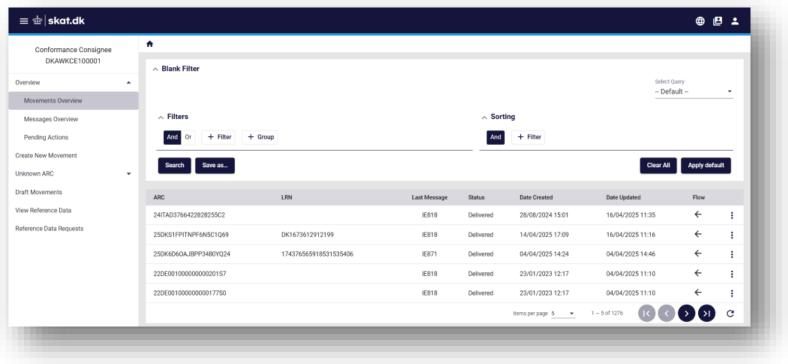 skat.dk
Conformance Consignee
DKAWKCE100001
Overview
Movements Overview
Messages Overview
Pending Actions
Create New Movement
Unknown ARC
Draft Movements
View Reference Data
Reference Data Requests
Blank Filter
Select Query
-- Default --
Filters
Sorting
And Or + Filter + Group
And + Filter
Search Save as... Clear All Apply default
ARC LRN Last Message Status Date Created Date Updated Flow
24ITAD3766422828255C2 IE818 Delivered 28/08/2024 15:01 16/04/2025 11:35
25DKS1FPITNPF6N5C1Q69 DK1673612912199 IE818 Delivered 14/04/2025 17:09 16/04/2025 11:16
25DK6D6OAJBPP34B0YQ24 174376565918531535406 IE871 Delivered 04/04/2025 14:24 04/04/2025 14:46
IE818 Delivered 23/01/2023 12:17 04/04/2025 11:10
IE818 Delivered 23/01/2023 12:17 04/04/2025 11:10
Items per page 5 1 – 5 of 1276